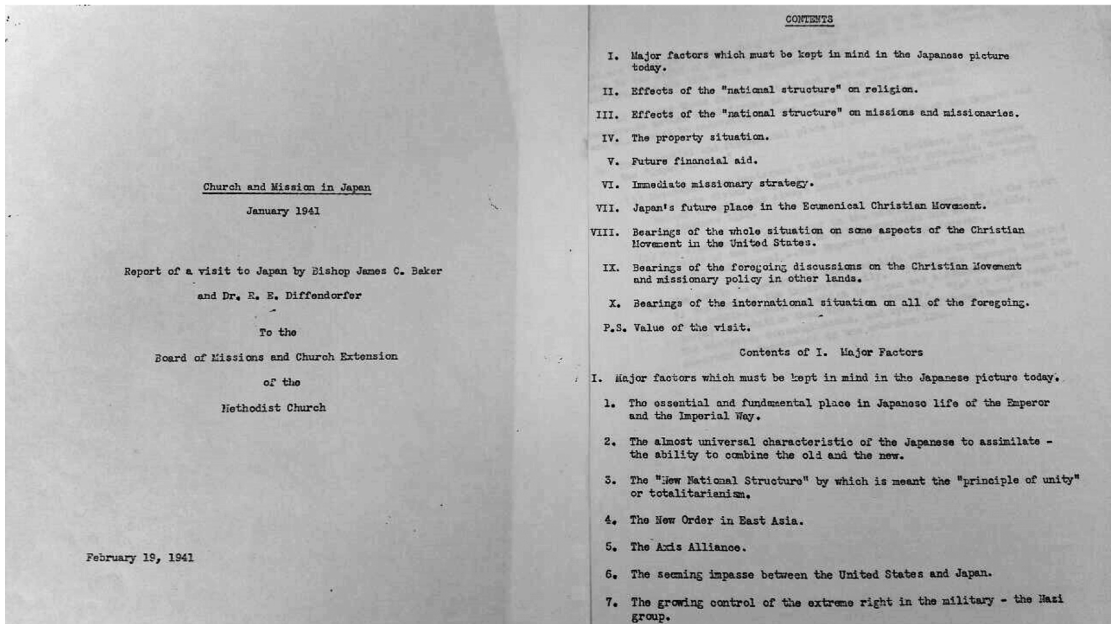 Church and Mission in Japan
January 1941
Report of a visit to Japan by Bishop James C. Baker
and Dr. R. E. Diffendorfer
To the
Board of Missions and Church Extension
of the
Methodist Church
February 19, 1941
CONTENTS
I. Major factors which must be kept in mind in the Japanese picture
today.
II. Effects of the "national structure" on religion.
III. Effects of the "national structure" on missions and missionaries.
IV. The property situation.
V. Future financial aid.
VI. Immediate missionary strategy.
VII. Japan's future place in the Ecumenical Christian Movement.
VIII. Bearings of the whole situation on some aspects of the Christian
Movement in the United States.
IX. Bearings of the foregoing discussions on the Christian Movement
and missionary policy in other lands.
X. Bearings of the international situation on all of the foregoing.
P.S. Value of the visit.
Contents of I. Major Factors
I. Major factors which must be kept in mind in the Japanese picture today.
1. The essential and fundamental place in Japanese life of the Emperor
and the Imperial Way.
2. The almost universal characteristic of the Japanese to assimilate -
the ability to combine the old and the new.
3. The "New National Structure" by which is meant the "principle of unity"
or totalitarianism.
4. The New Order in East Asia.
5. The Axis Alliance.
6. The seeming impasse between the United States and Japan.
7. The growing control of the extreme right in the military - the Nazi
group.